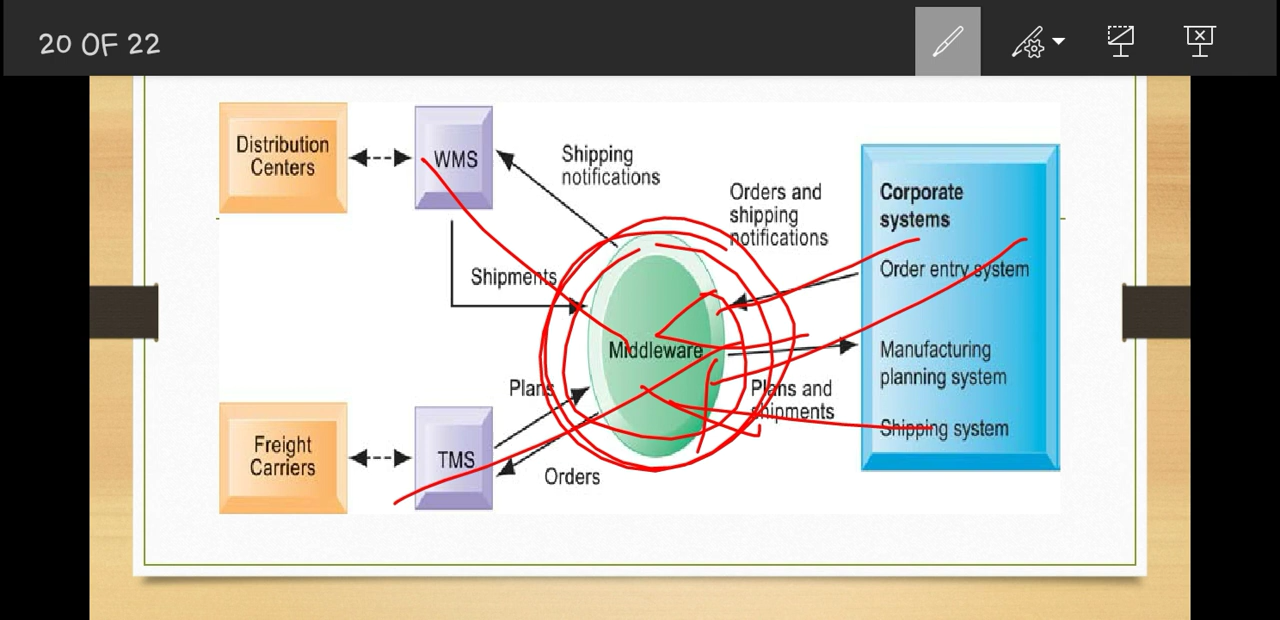 20 OF 22
Distribution
Centers
WMS
Shipping
notifications
Orders and
shipping
notifications
Corporate
systems
Order entry system
Shipments
Middleware
Manufacturing
planning system
Plans
Plans and
shipments
Shipping system
Freight
Carriers
TMS
Orders